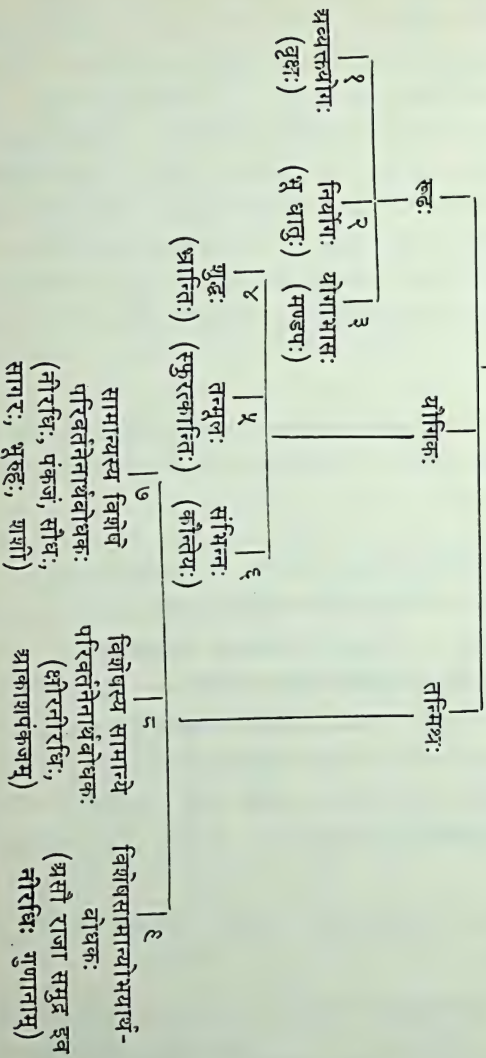 रूढः
यौगिकः
तन्मिश्रः
१
अव्यक्तयोगः
(वृक्षः)
२
निर्योगः
(भू धातुः)
३
योगाभासः
(मण्डपः)
४
शुद्धः
(भ्रान्तिः)
५
तन्मूलः
(स्फुरत्कान्तिः)
६
संभिन्नः
(कौन्तेयः)
७
सामान्यस्य विशेषे
परिवर्तनेनार्थबोधकः
(नीरधिः, पंकजं, सौधः,
सागरः, भूरुहः, शशी)
८
विशेषस्य सामान्ये
परिवर्तनेनार्थबोधकः
(क्षीरनीरधिः,
आकाशपंकजम्)
९
विशेषसामान्योभयार्थ-
बोधकः
(असौ राजा समुद्र इव
नीरधिः गुणानाम्)